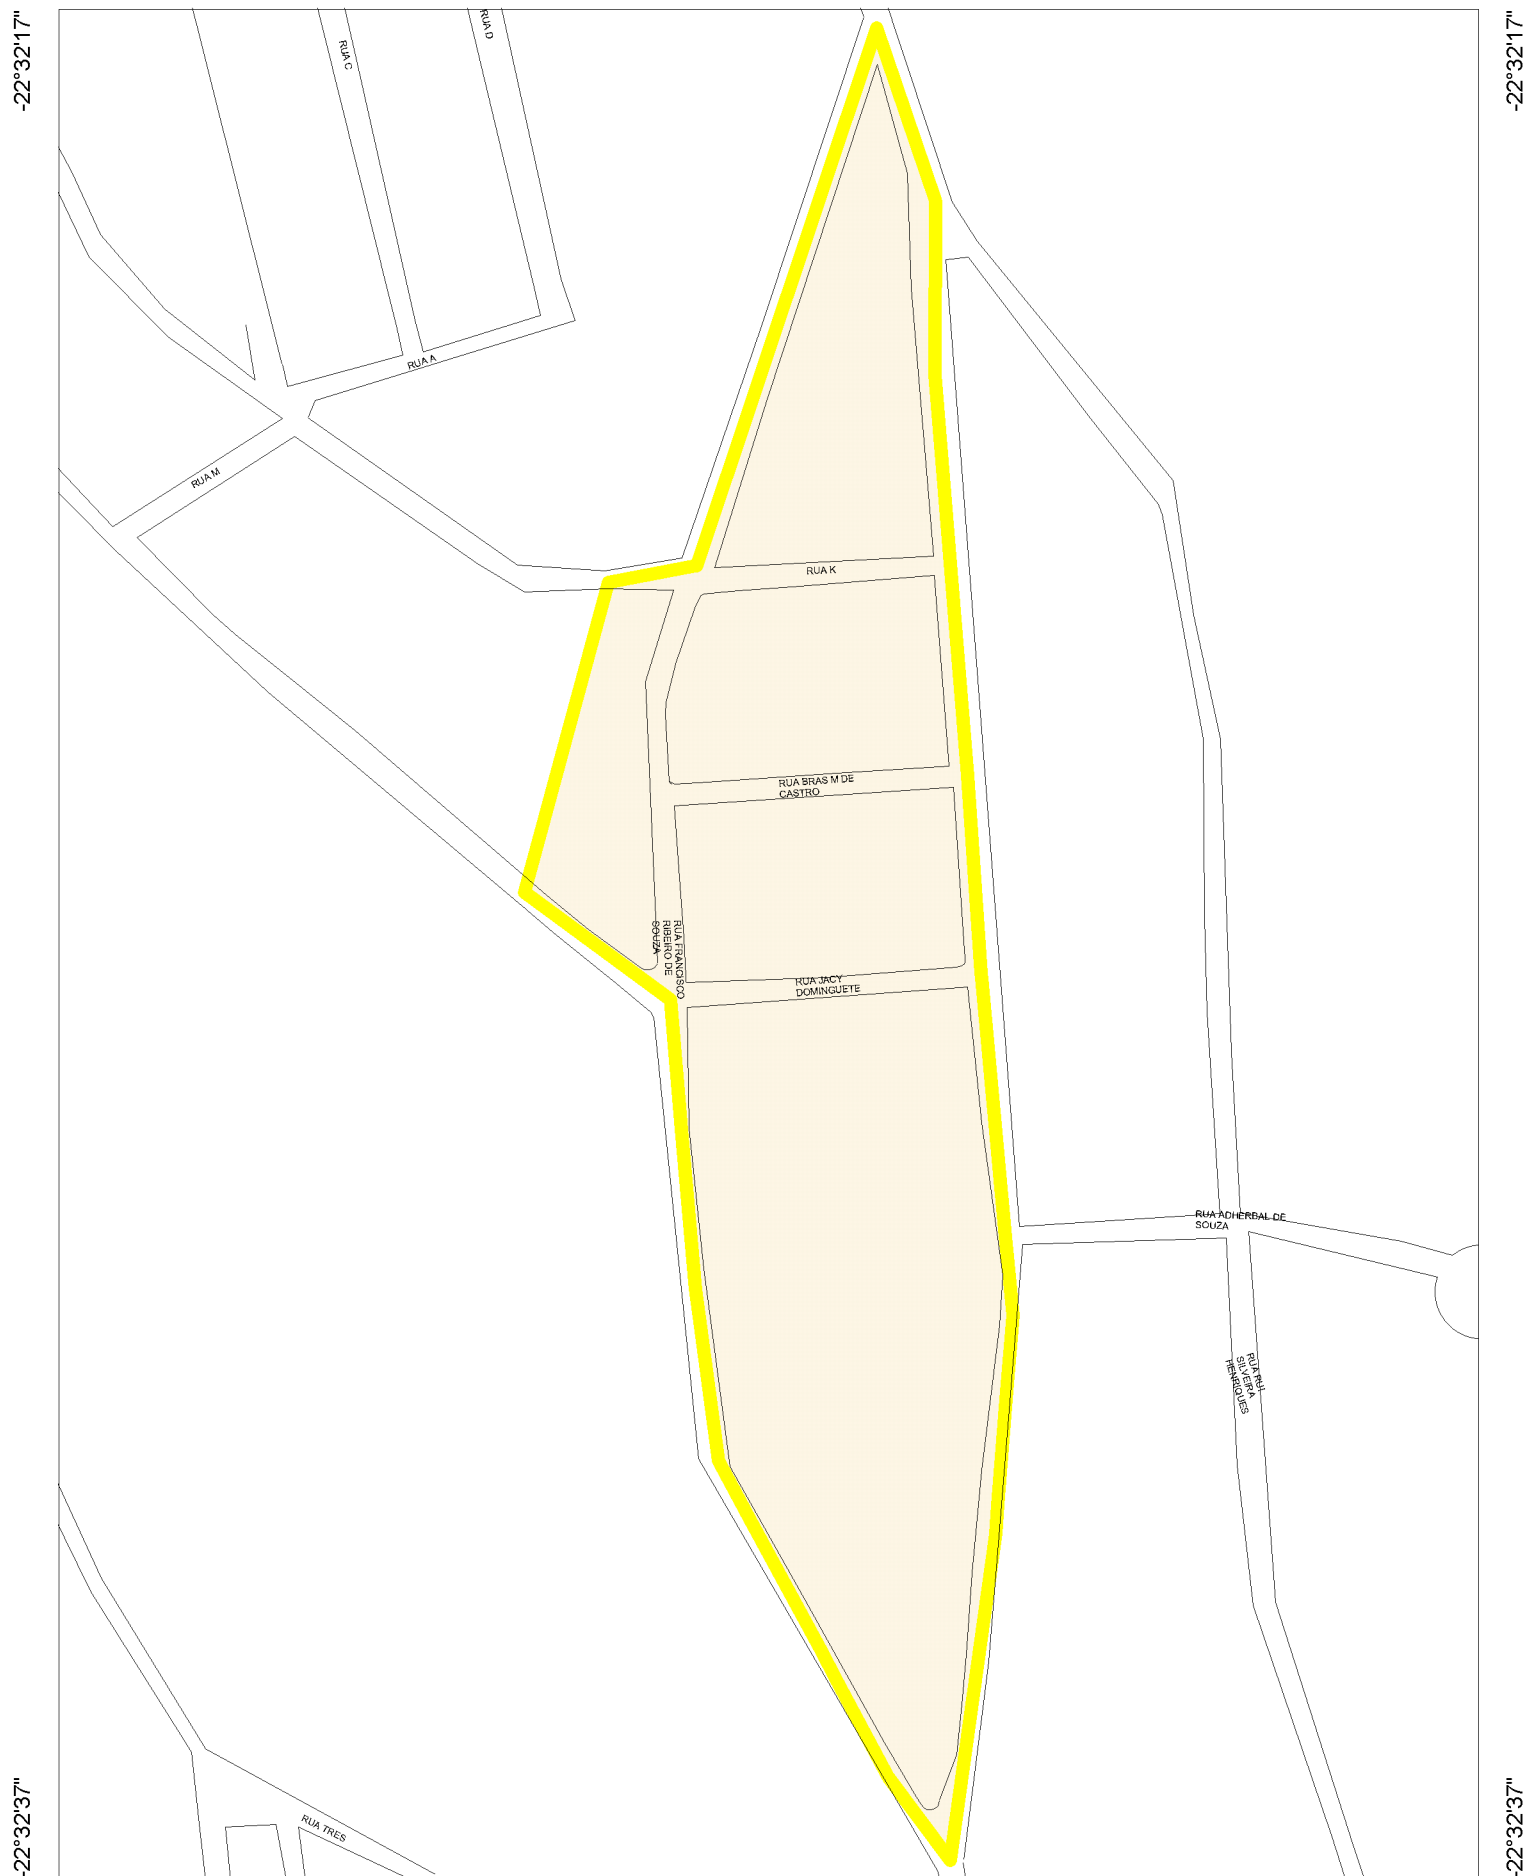 -22°32'17"
-22°32'17"
RUA C
RUA D
RUA A
RUA M
RUA K
RUA BRAS M DE
CASTRO
RUA FRANCISCO
RIBEIRO DE
SOUZA
RUA JACY
DOMINGUETE
RUA ADHERBAL DE
SOUZA
RUA RUI
SILVEIRA
HENRIQUES
RUA TRES
-22°32'37"
-22°32'37"